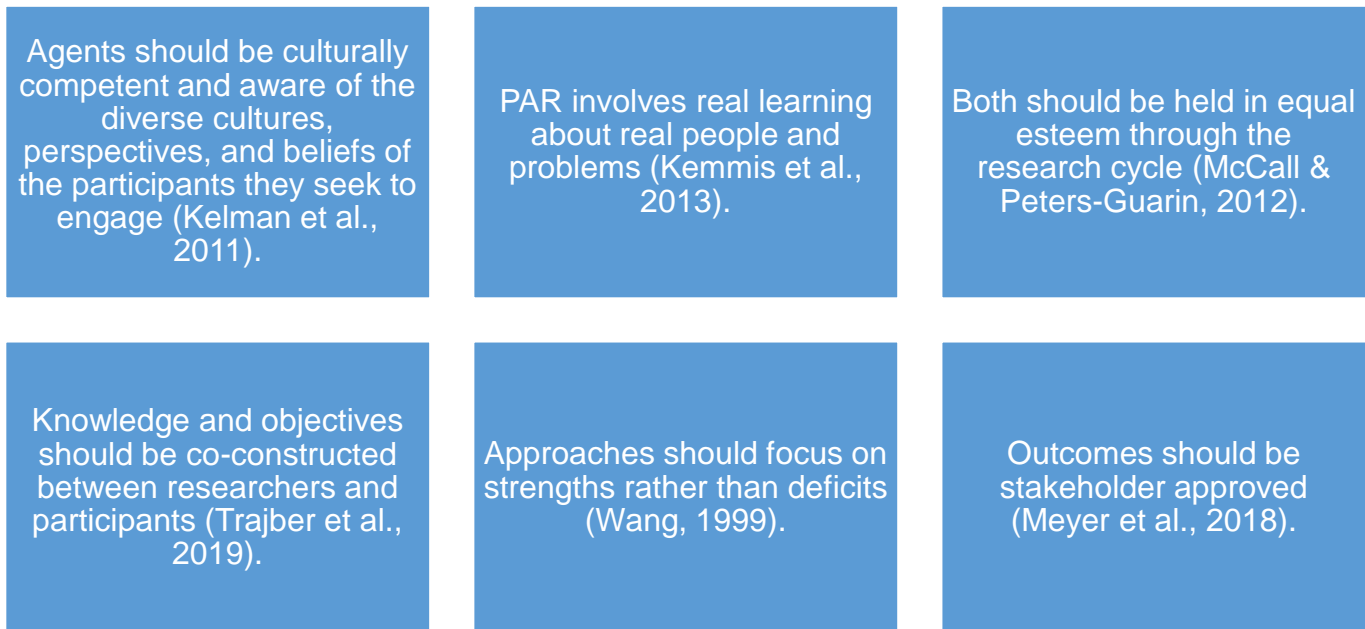 Agents should be culturally
competent and aware of the
diverse cultures,
perspectives, and beliefs of
the participants they seek to
engage (Kelman et al.,
2011).
PAR involves real learning
about real people and
problems (Kemmis et al.,
2013).
Both should be held in equal
esteem through the
research cycle (McCall &
Peters-Guarin, 2012).
Knowledge and objectives
should be co-constructed
between researchers and
participants (Trajber et al.,
2019).
Approaches should focus on
strengths rather than deficits
(Wang, 1999).
Outcomes should be
stakeholder approved
(Meyer et al., 2018).